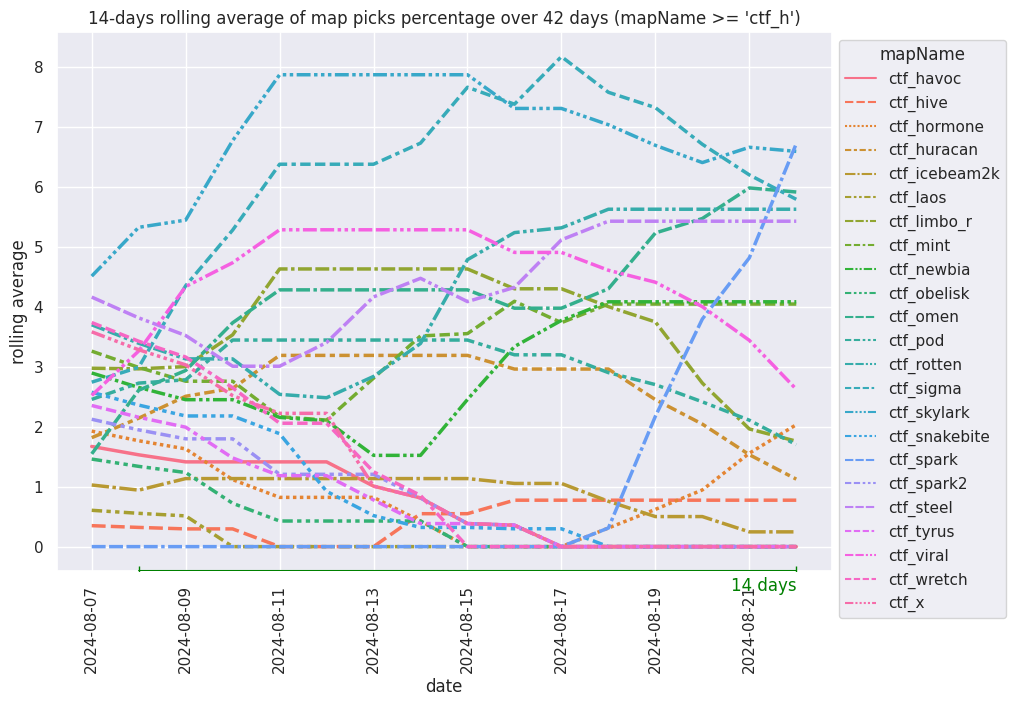 14-days rolling average of map picks percentage over 42 days (mapName >= 'ctf_h')
rolling average
8
7
6
5
4
3
2
1
0
2024-08-07
2024-08-09
2024-08-11
2024-08-13
2024-08-15
2024-08-17
2024-08-19
2024-08-21
14 days
date
mapName
ctf_havoc
ctf_hive
ctf_hormone
ctf_huracan
ctf_icebeam2k
ctf_laos
ctf_limbo_r
ctf_mint
ctf_newbia
ctf_obelisk
ctf_omen
ctf_pod
ctf_rotten
ctf_sigma
ctf_skylark
ctf_snakebite
ctf_spark
ctf_spark2
ctf_steel
ctf_tyrus
ctf_viral
ctf_wretch
ctf_x